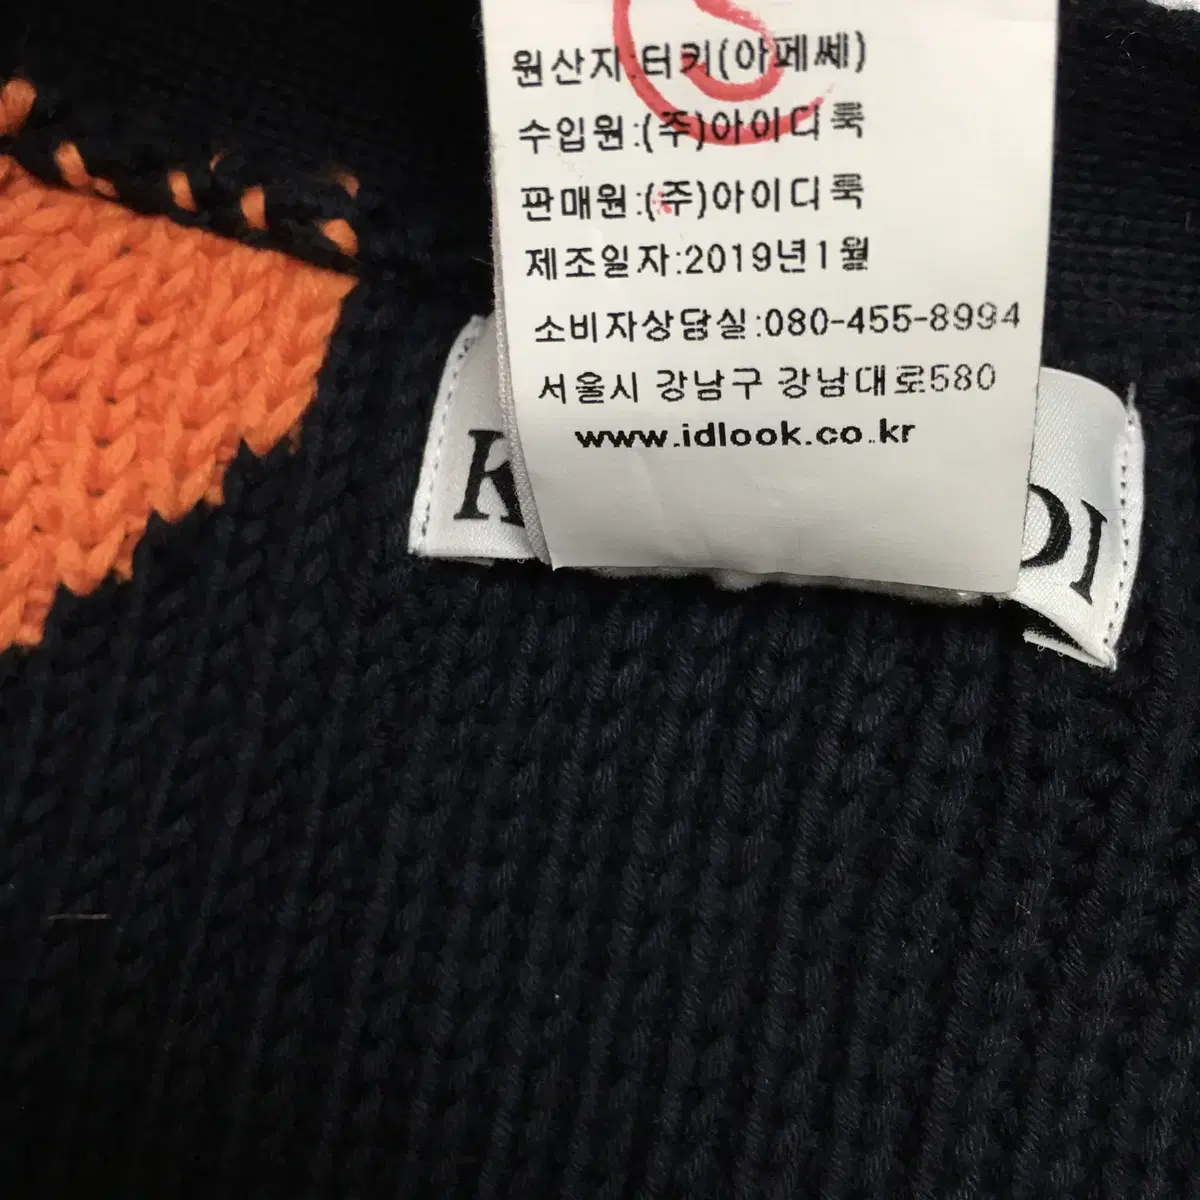 S
원산지:터키(아페쎄)
수입원:(주)아이디룩
판매원:(주)아이디룩
제조일자:2019년1월
소비자상담실:080-455-8994
서울시 강남구 강남대로580
www.idlook.co.kr